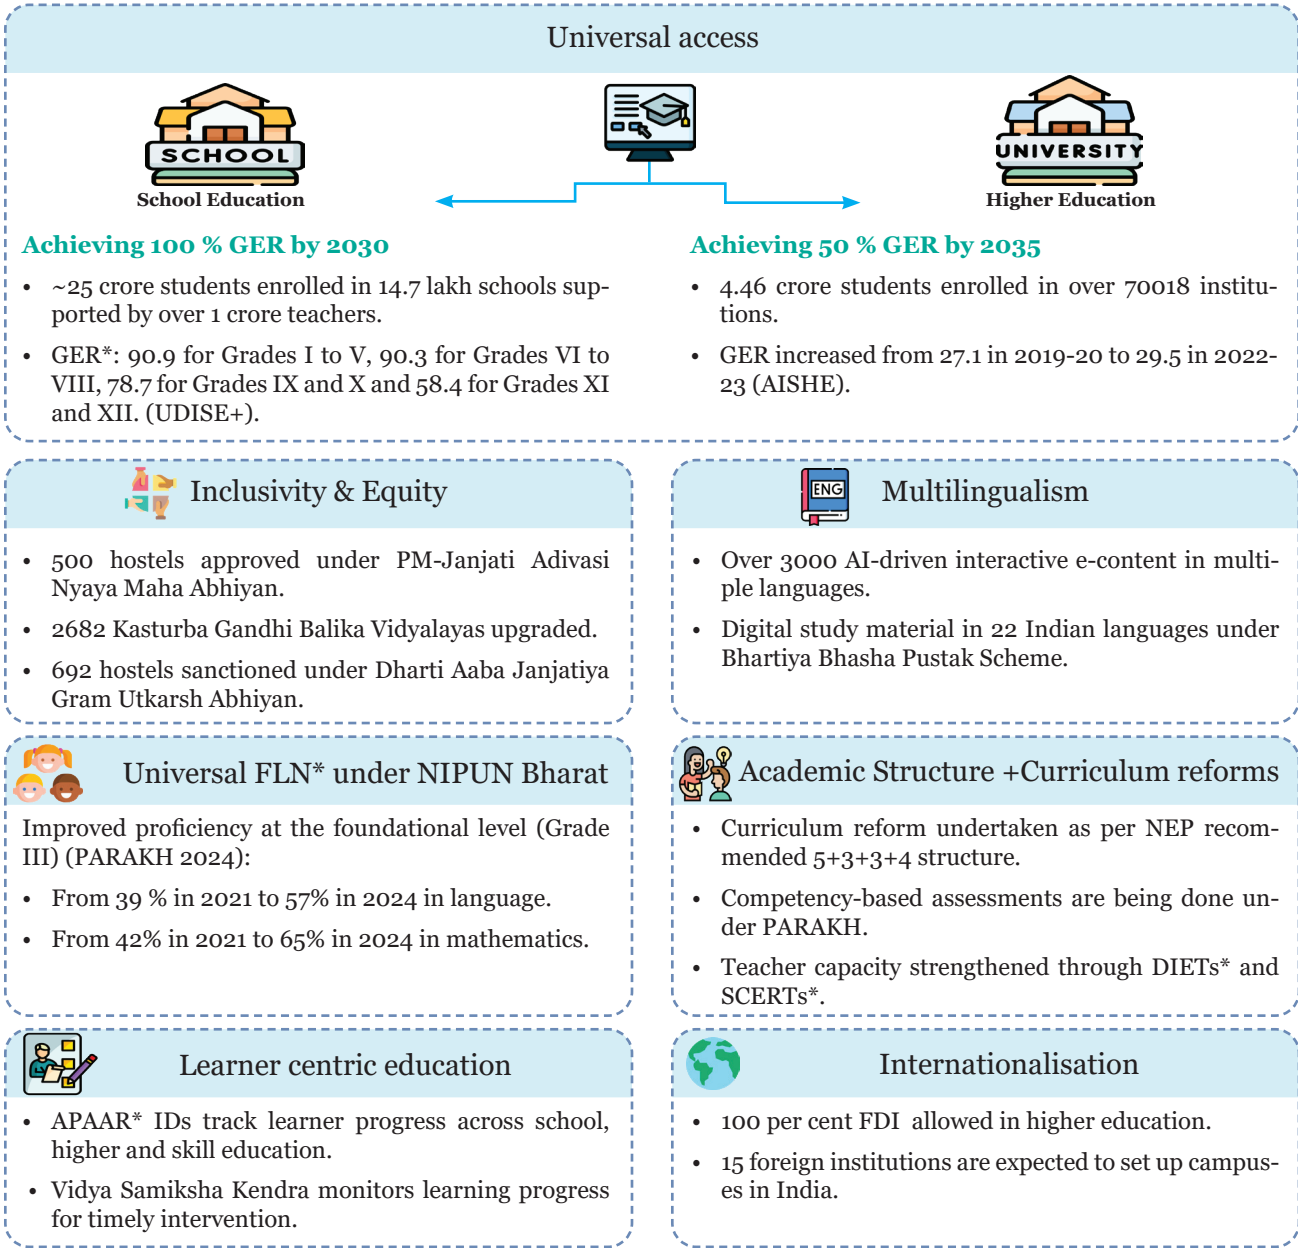 Universal access
SCHOOL
School Education
UNIVERSITY
Higher Education
Achieving 100 % GER by 2030
• ~25 crore students enrolled in 14.7 lakh schools sup-
ported by over 1 crore teachers.
• GER*: 90.9 for Grades I to V, 90.3 for Grades VI to
VIII, 78.7 for Grades IX and X and 58.4 for Grades XI
and XII. (UDISE+).
Achieving 50 % GER by 2035
• 4.46 crore students enrolled in over 70018 institu-
tions.
• GER increased from 27.1 in 2019-20 to 29.5 in 2022-
23 (AISHE).
Inclusivity & Equity
• 500 hostels approved under PM-Janjati Adivasi
Nyaya Maha Abhiyan.
• 2682 Kasturba Gandhi Balika Vidyalayas upgraded.
• 692 hostels sanctioned under Dharti Aaba Janjatiya
Gram Utkarsh Abhiyan.
ENG
Multilingualism
• Over 3000 AI-driven interactive e-content in multi-
ple languages.
• Digital study material in 22 Indian languages under
Bhartiya Bhasha Pustak Scheme.
Universal FLN* under NIPUN Bharat
Improved proficiency at the foundational level (Grade
III) (PARAKH 2024):
• From 39 % in 2021 to 57% in 2024 in language.
• From 42% in 2021 to 65% in 2024 in mathematics.
Academic Structure +Curriculum reforms
• Curriculum reform undertaken as per NEP recom-
mended 5+3+3+4 structure.
• Competency-based assessments are being done un-
der PARAKH.
• Teacher capacity strengthened through DIETs* and
SCERTs*.
Learner centric education
• APAAR* IDs track learner progress across school,
higher and skill education.
• Vidya Samiksha Kendra monitors learning progress
for timely intervention.
Internationalisation
• 100 per cent FDI allowed in higher education.
• 15 foreign institutions are expected to set up campus-
es in India.